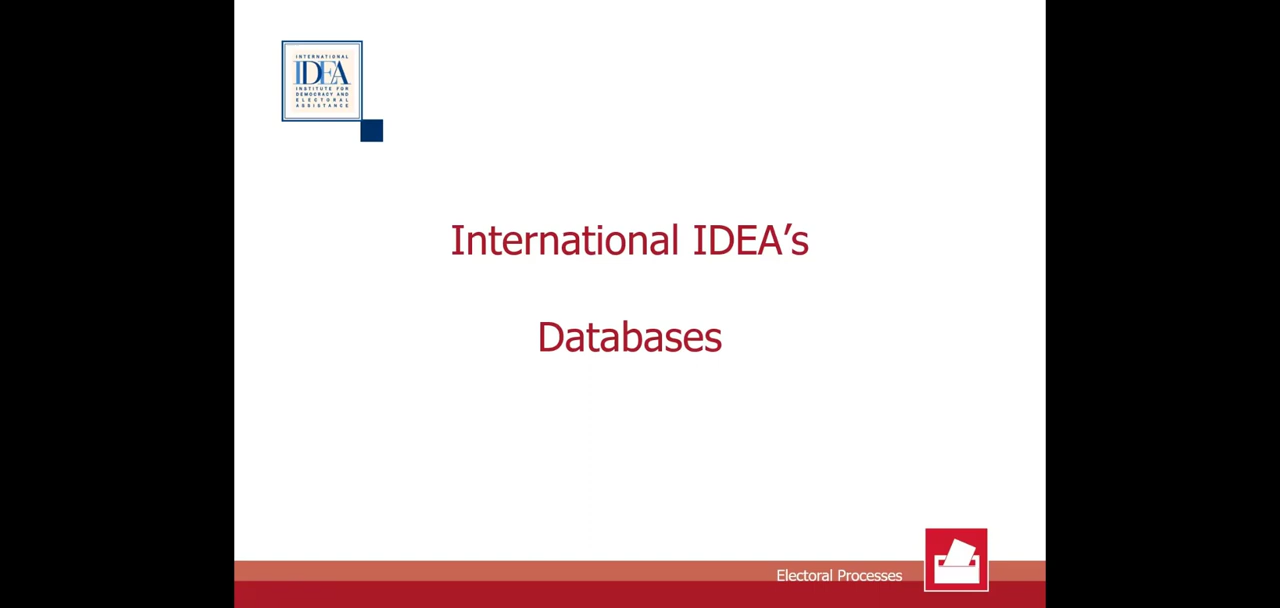 INTERNATIONAL
IDEA
INSTITUTE FOR
DEMOCRACY AND
ELECTORAL
ASSISTANCE
International IDEA’s
Databases
Electoral Processes